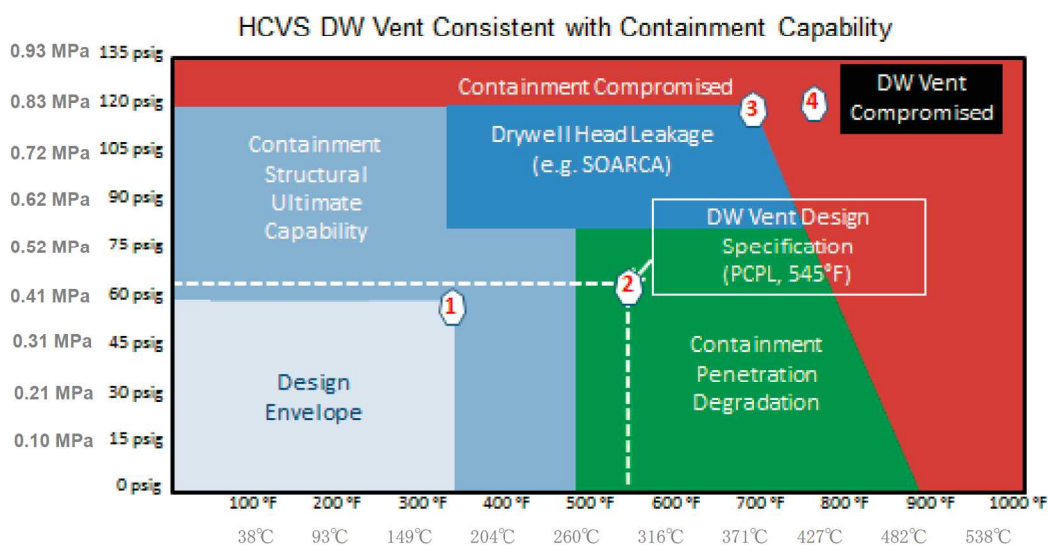 HCVS DW Vent Consistent with Containment Capability
0.93 MPa 135 psig
0.83 MPa 120 psig
0.72 MPa 105 psig
0.62 MPa 90 psig
0.52 MPa 75 psig
0.41 MPa 60 psig
0.31 MPa 45 psig
0.21 MPa 30 psig
0.10 MPa 15 psig
0 psig
Containment Compromised
3
4
DW Vent
Compromised
Containment
Structural
Ultimate
Capability
Drywell Head Leakage
(e.g. SOARCA)
DW Vent Design
Specification
(PCPL, 545°F)
1
2
Design
Envelope
Containment
Penetration
Degradation
100 °F 200 °F 300 °F 400 °F 500 °F 600 °F 700 °F 800 °F 900 °F 1000 °F
38℃ 93℃ 149℃ 204℃ 260℃ 316℃ 371℃ 427℃ 482℃ 538℃